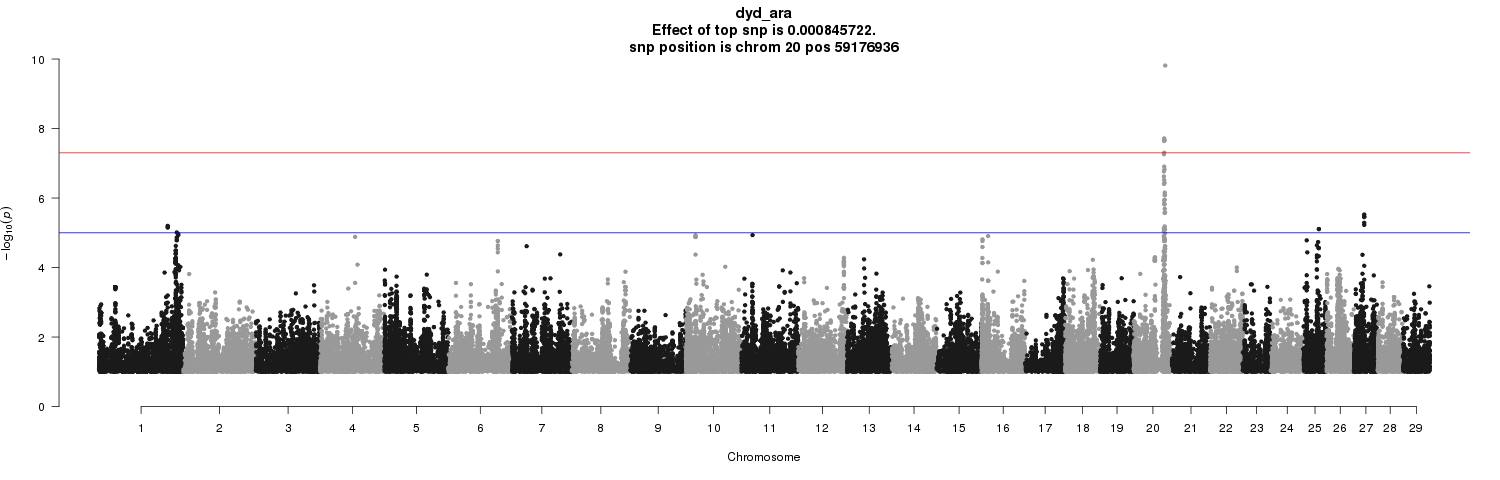 dyd_ara
Effect of top snp is 0.000845722.
snp position is chrom 20 pos 59176936
10
8
6
4
2
0
−log10(p)
1 2 3 4 5 6 7 8 9 10 11 12 13 14 15 16 17 18 19 20 21 22 23 24 25 26 27 28 29
Chromosome